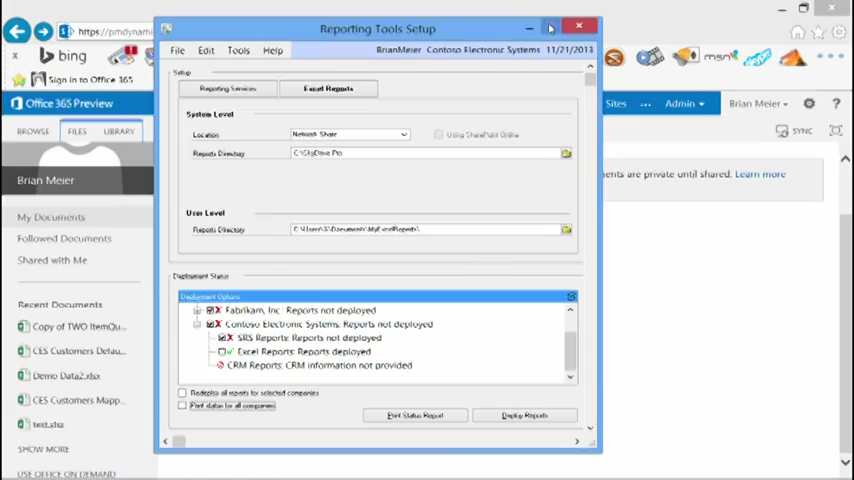 Reporting Tools Setup
https://pmdynami
bing
msn
Sign in to Office 365
File Edit Tools Help
BrianMeier Contoso Electronic Systems 11/21/2013
Office 365 Preview
Sites ... Admin Brian Meier ?
BROWSE FILES LIBRARY
SYNC
Setup
Reporting Services Excel Reports
System Level
Location Network Share Using SharePoint Online
Reports Directory
User Level
Reports Directory
Brian Meier
ents are private until shared. Learn more
My Documents
Followed Documents
Shared with Me
Recent Documents
Copy of TWO ItemQu...
CES Customers Defau...
Demo Data2.xlsx
CES Customers Mapp...
test.xlsx
SHOW MORE
USE OFFICE ON DEMAND
Deployment Status
Deployment Options
Fabrikam, Inc.: Reports not deployed
Contoso Electronic Systems: Reports not deployed
SRS Reports: Reports not deployed
Excel Reports: Reports deployed
CRM Reports: CRM information not provided
Redeploy all reports for selected companies
Print status for all companies
Print Status Report Deploy Reports